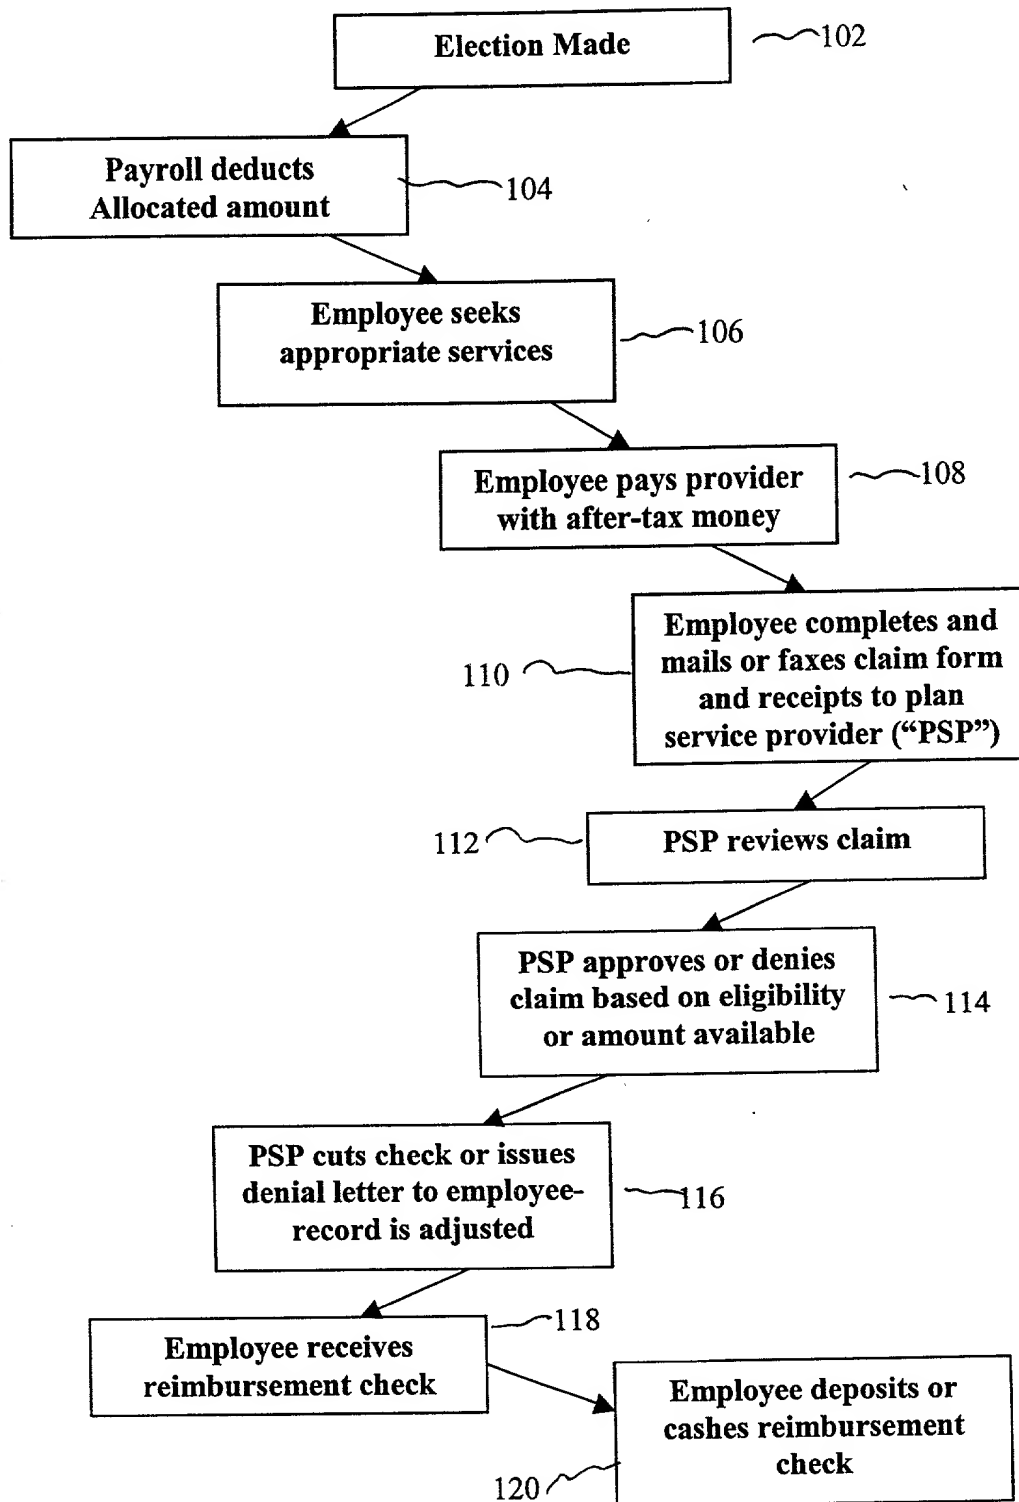 Election Made
102
Payroll deducts
Allocated amount
104
Employee seeks
appropriate services
106
Employee pays provider
with after-tax money
108
Employee completes and
mails or faxes claim form
and receipts to plan
service provider (“PSP”)
110
PSP reviews claim
112
PSP approves or denies
claim based on eligibility
or amount available
114
PSP cuts check or issues
denial letter to employee-
record is adjusted
116
Employee receives
reimbursement check
118
Employee deposits or
cashes reimbursement
check
120